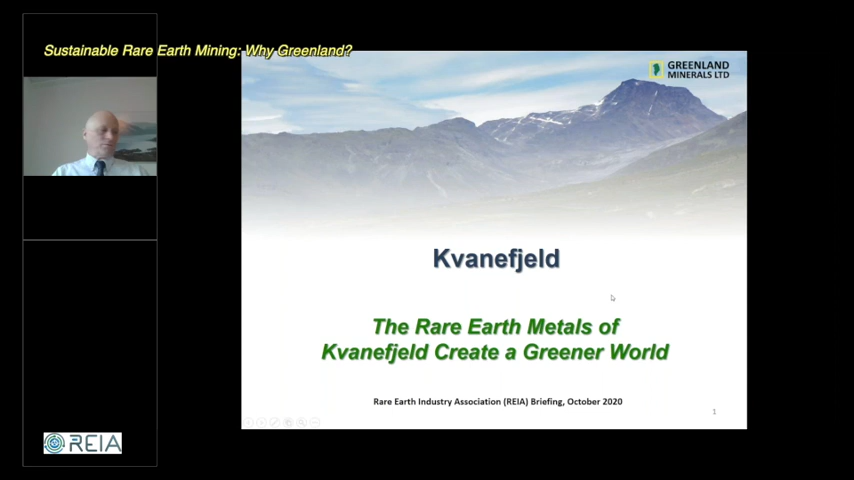 Sustainable Rare Earth Mining: Why Greenland?
GREENLAND
MINERALS LTD
Kvanefjeld
The Rare Earth Metals of
Kvanefjeld Create a Greener World
Rare Earth Industry Association (REIA) Briefing, October 2020
1
REIA